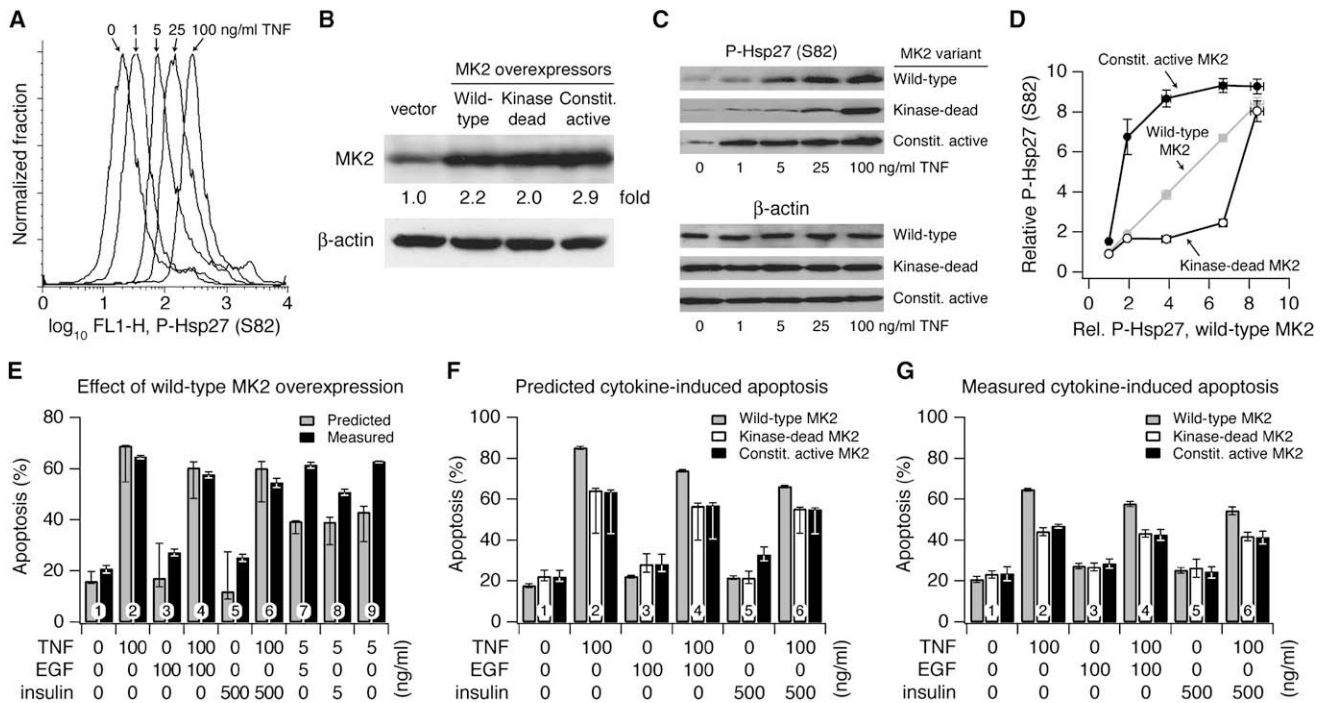 A
0 1 5 25 100 ng/ml TNF
Normalized fraction
0 1 2 3 4
log10 FL1-H, P-Hsp27 (S82)
B
MK2 overexpressors
vector Wild-type Kinase dead Constit. active
MK2
1.0 2.2 2.0 2.9 fold
β-actin
C
P-Hsp27 (S82) MK2 variant
Wild-type
Kinase-dead
Constit. active
0 1 5 25 100 ng/ml TNF
β-actin
Wild-type
Kinase-dead
Constit. active
0 1 5 25 100 ng/ml TNF
D
Relative P-Hsp27 (S82)
10
8
6
4
2
0
Constit. active MK2
Wild-type
MK2
Kinase-dead MK2
0 2 4 6 8 10
Rel. P-Hsp27, wild-type MK2
E
Effect of wild-type MK2 overexpression
Apoptosis (%)
80
60
40
20
0
Predicted
Measured
1 2 3 4 5 6 7 8 9
TNF 0 100 0 100 0 100 5 5 5
EGF 0 0 100 100 0 0 5 0 0
insulin 0 0 0 0 500 500 0 5 0
(ng/ml)
F
Predicted cytokine-induced apoptosis
Apoptosis (%)
100
80
60
40
20
0
Wild-type MK2
Kinase-dead MK2
Constit. active MK2
1 2 3 4 5 6
0 100 0 100 0 100
0 0 100 100 0 0
0 0 0 0 500 500
G
Measured cytokine-induced apoptosis
Apoptosis (%)
100
80
60
40
20
0
Wild-type MK2
Kinase-dead MK2
Constit. active MK2
1 2 3 4 5 6
0 100 0 100 0 100
0 0 100 100 0 0
0 0 0 0 500 500
(ng/ml)